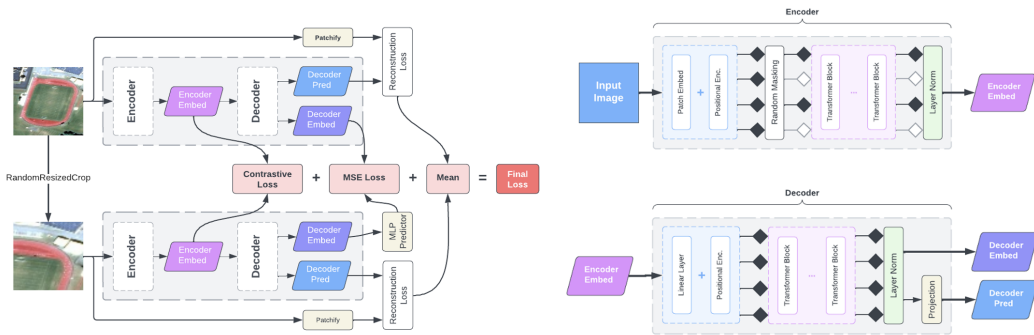 Patchify
Reconstruction
Loss
Encoder
Encoder
Embed
Decoder
Decoder
Pred
Decoder
Embed
RandomResizedCrop
Contrastive
Loss
+
MSE Loss
+
Mean
=
Final
Loss
Encoder
Encoder
Embed
Decoder
Decoder
Embed
MLP
Predictor
Decoder
Pred
Reconstruction
Loss
Patchify
Encoder
Input
Image
Patch Embed
+
Positional Enc.
Random Masking
Transformer Block
...
Transformer Block
Layer Norm
Encoder
Embed
Decoder
Encoder
Embed
Linear Layer
+
Positional Enc.
Transformer Block
...
Transformer Block
Layer Norm
Projection
Decoder
Embed
Decoder
Pred